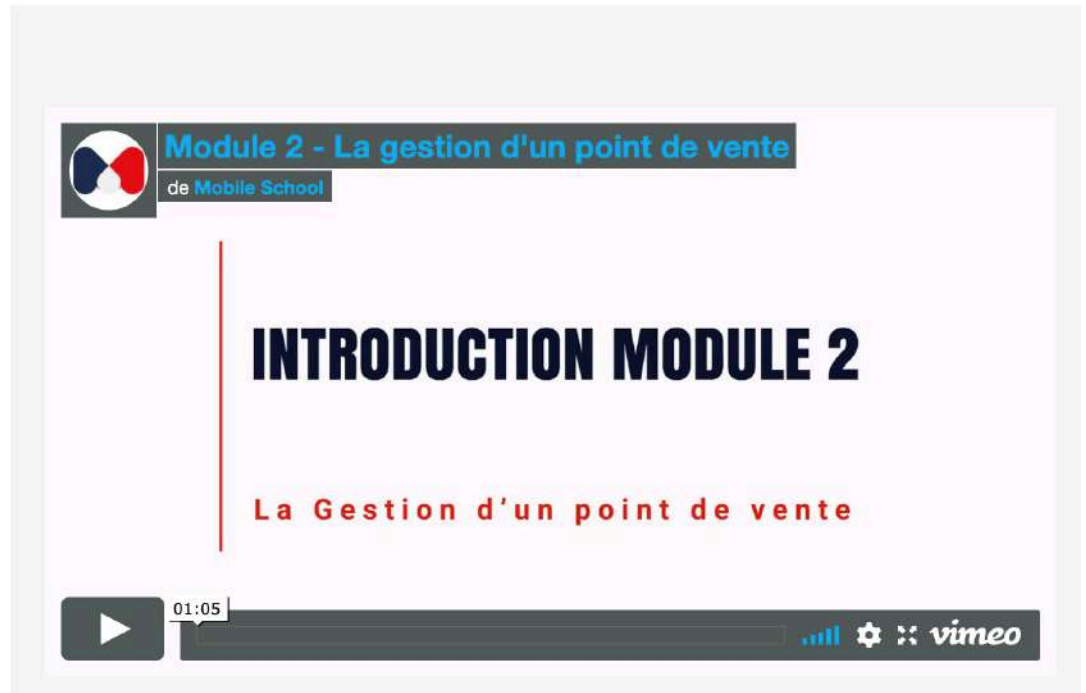 Module 2 - La gestion d'un point de vente
de Mobile School
INTRODUCTION MODULE 2
La Gestion d’un point de vente
01:05
vimeo